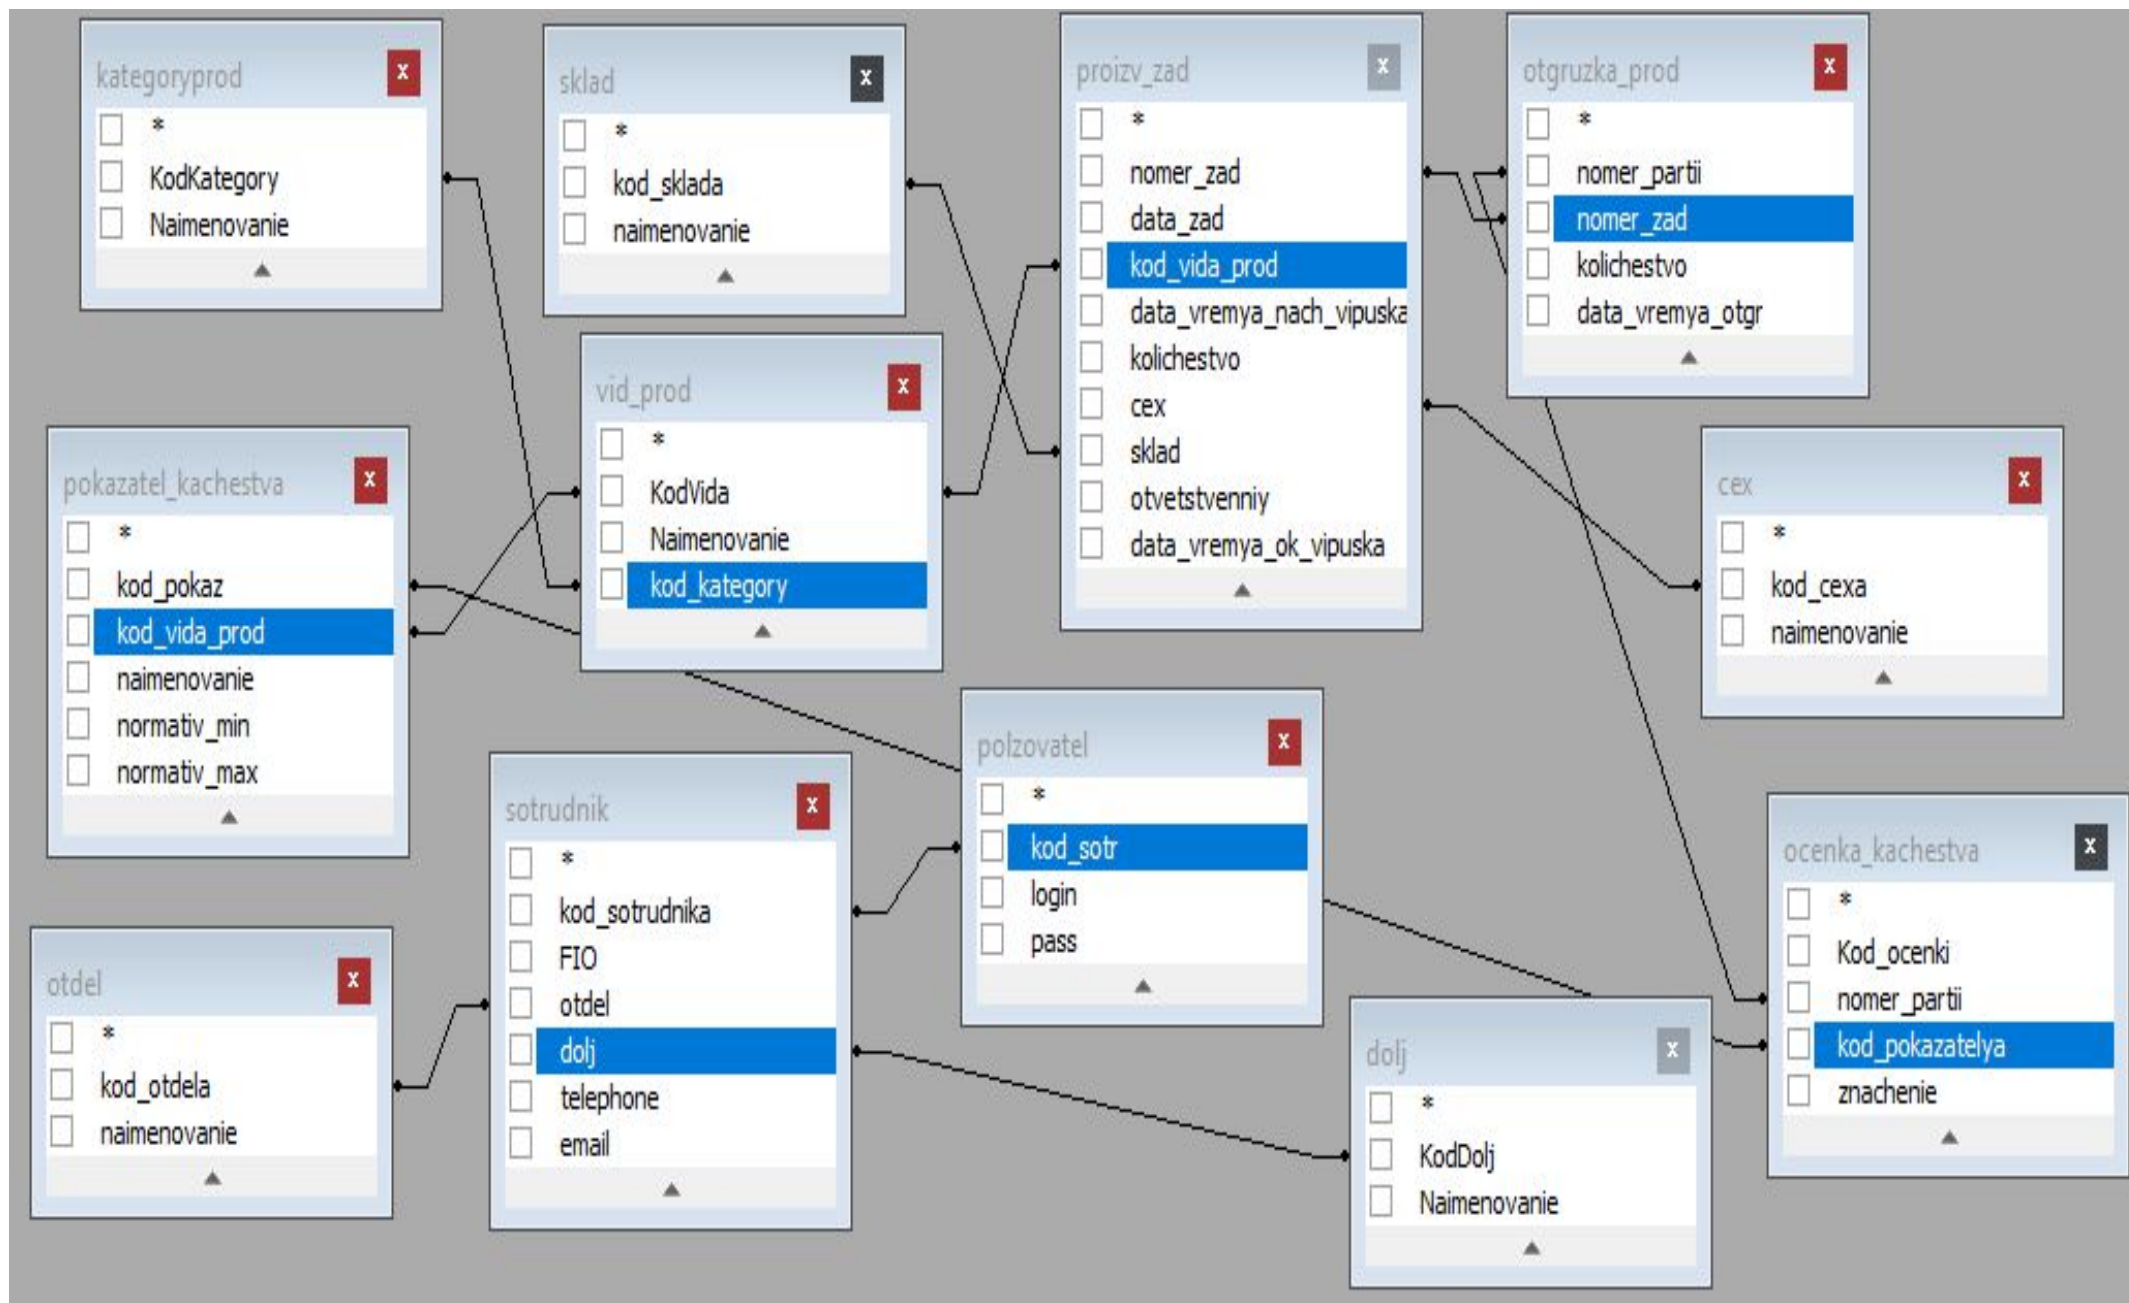 kategoryprod
x
*
KodKategory
Naimenovanie
sklad
x
*
kod_sklada
naimenovanie
proizv_zad
x
*
nomer_zad
data_zad
kod_vida_prod
data_vremya_nach_vipuska
kolichestvo
cex
sklad
otvetstvenniy
data_vremya_ok_vipuska
otgruzka_prod
x
*
nomer_partii
nomer_zad
kolichestvo
data_vremya_otgr
pokazatel_kachestva
x
*
kod_pokaz
kod_vida_prod
naimenovanie
normativ_min
normativ_max
vid_prod
x
*
KodVida
Naimenovanie
kod_kategory
cex
x
*
kod_cexa
naimenovanie
otdel
x
*
kod_otdela
naimenovanie
sotrudnik
x
*
kod_sotrudnika
FIO
otdel
dolj
telephone
email
polzovatel
x
*
kod_sotr
login
pass
dolj
x
*
KodDolj
Naimenovanie
ocenka_kachestva
x
*
Kod_ocenki
nomer_partii
kod_pokazatelya
znachenie